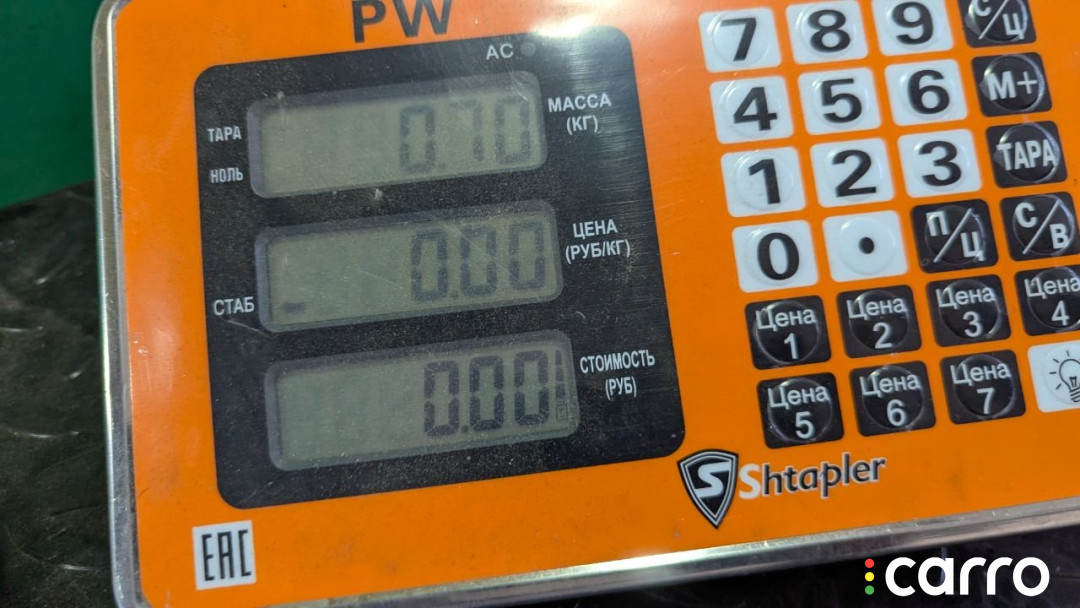 PW
AC
ТАРА
НОЛЬ
0.70
МАССА
(КГ)
СТАБ
0.00
ЦЕНА
(РУБ/КГ)
0.00
СТОИМОСТЬ
(РУБ)
7 8 9 С/Ц
4 5 6 М+
1 2 3 ТАРА
0 . П/Ц С/В
Цена 1
Цена 2
Цена 3
Цена 4
Цена 5
Цена 6
Цена 7
S Shtapler
EAC
carro